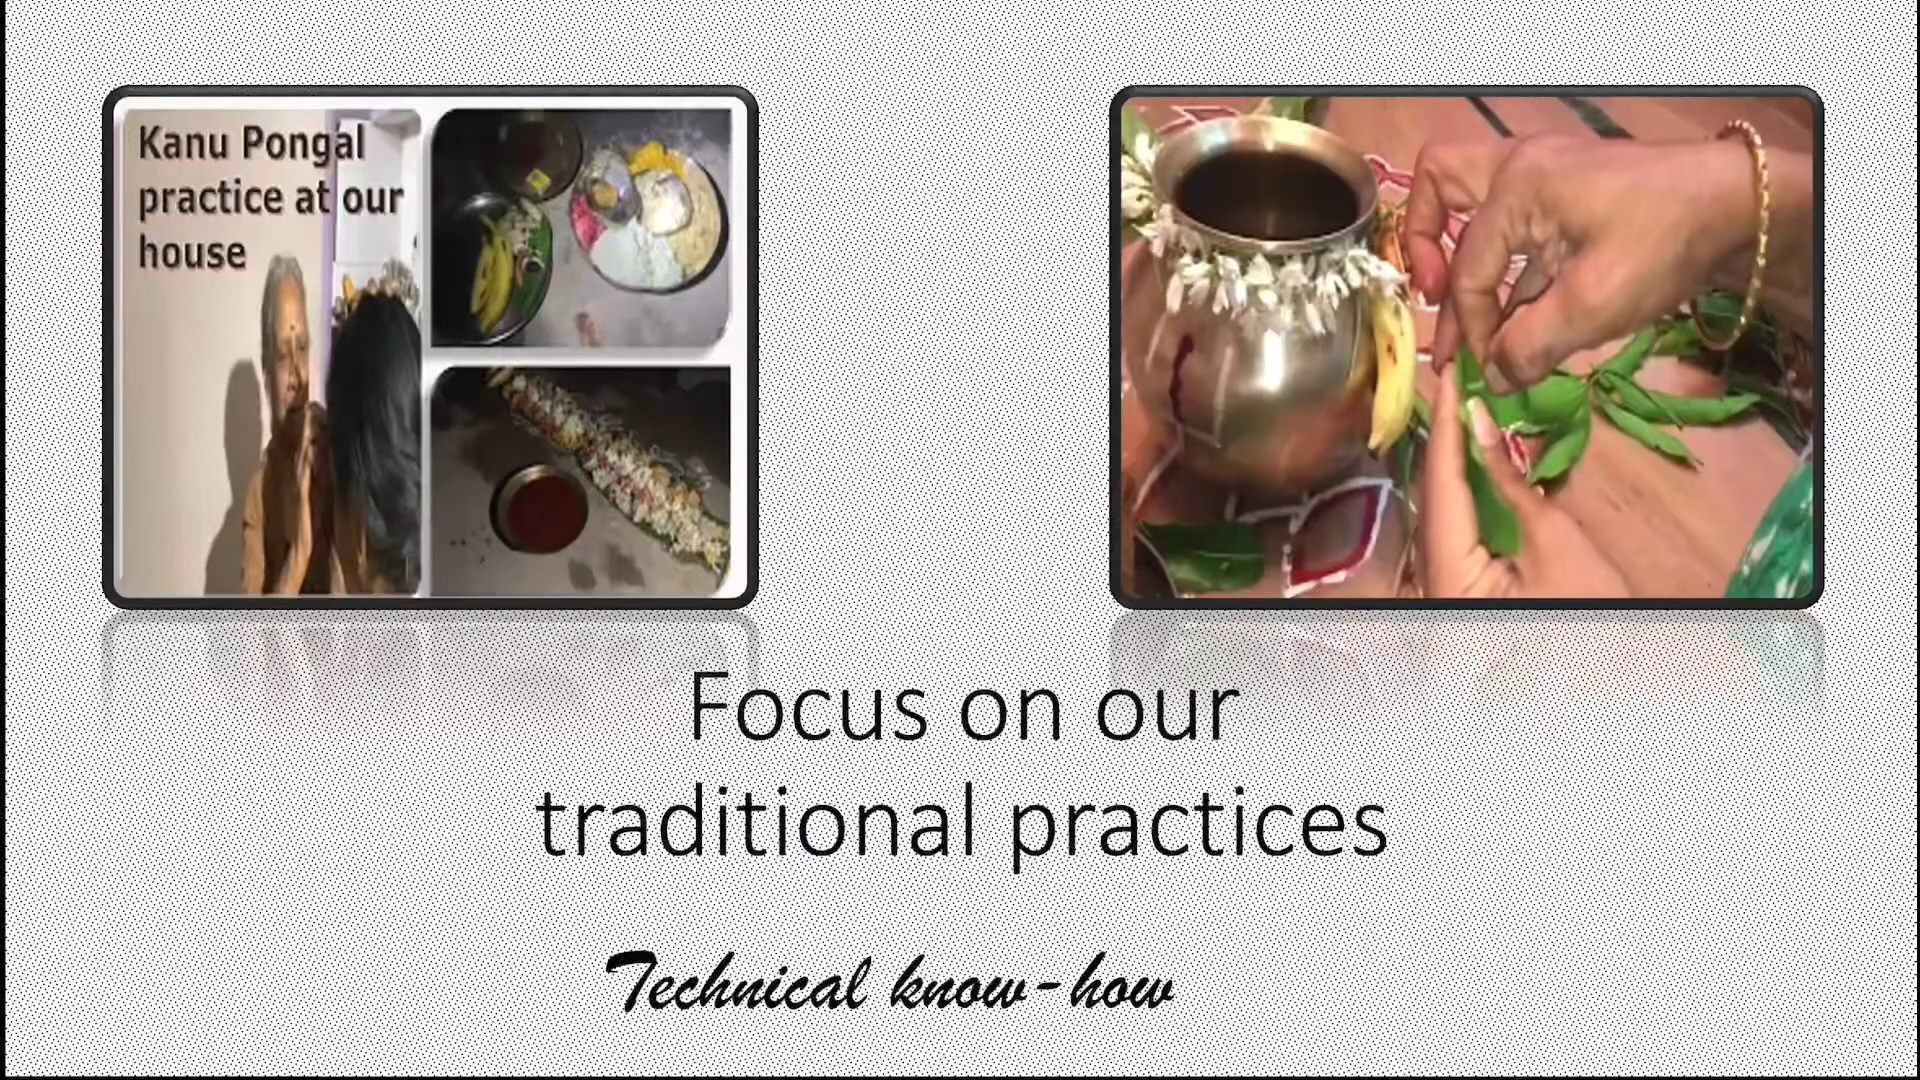 Kanu Pongal
practice at our
house
Focus on our
traditional practices
Technical know-how